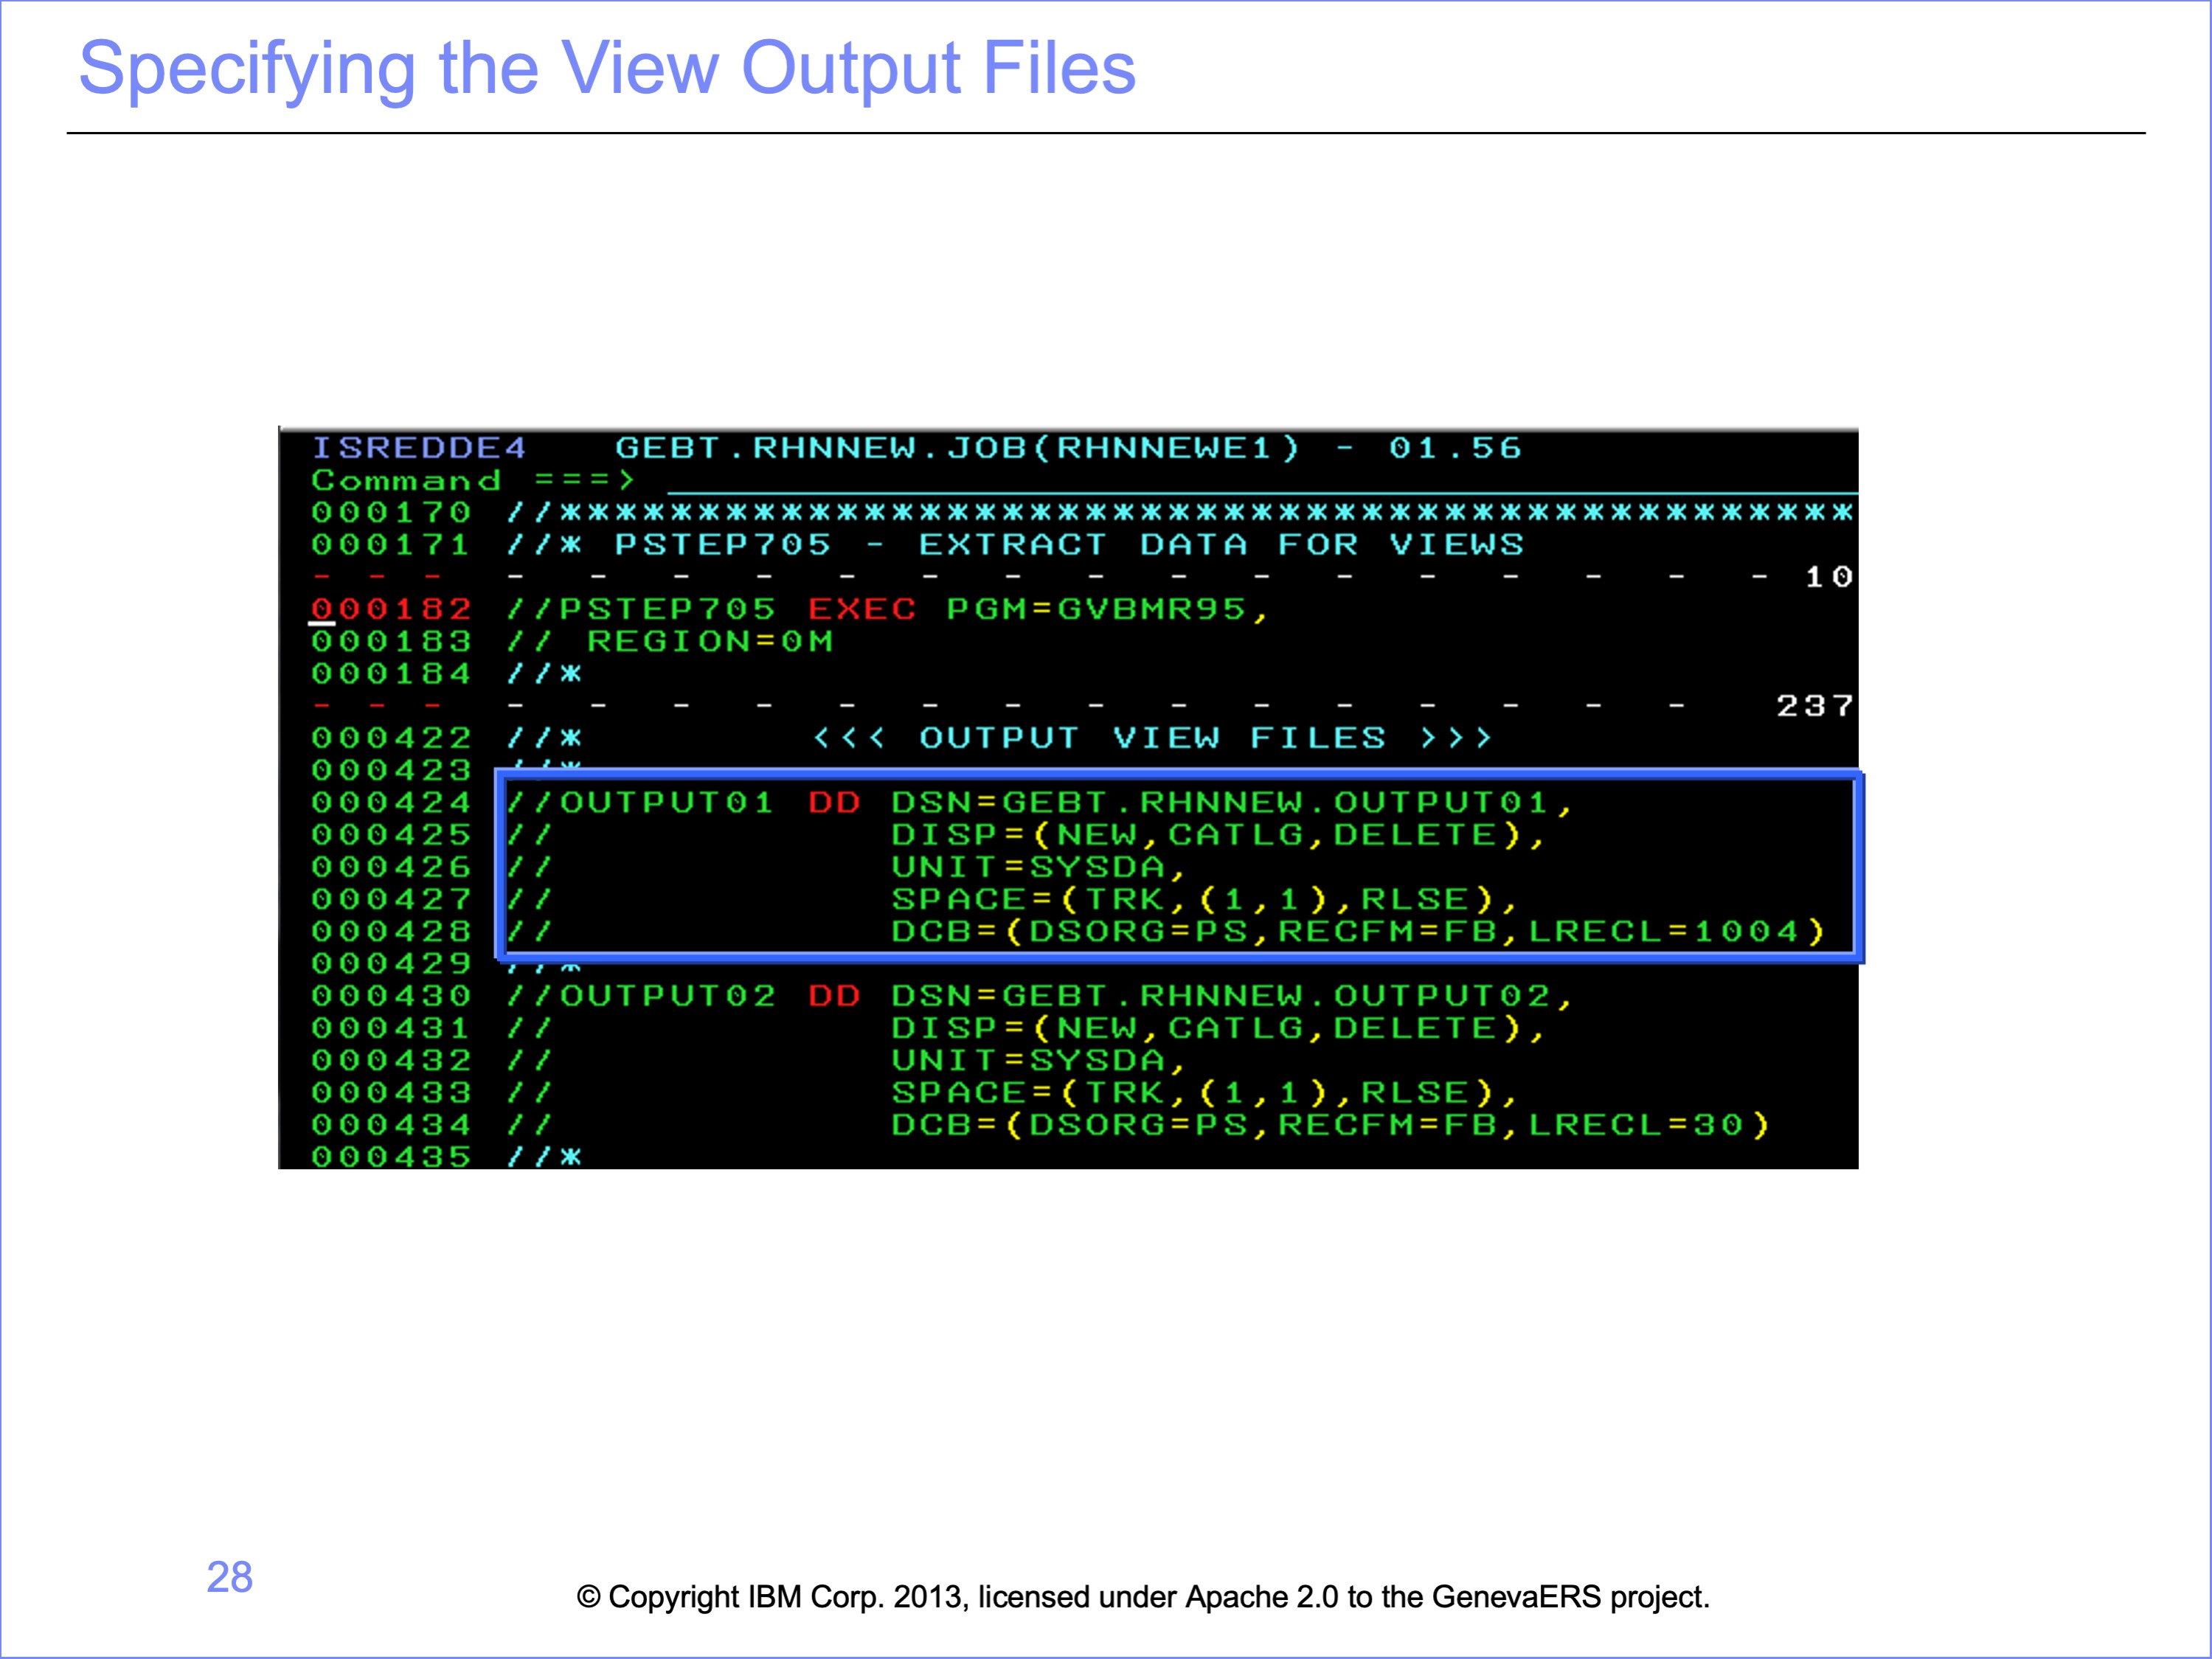 Specifying the View Output Files
ISREDDE4 GEBT.RHNNEW.JOB(RHNNEWE1) - 01.56
Command ===>
000170 //***********************************************
000171 //* PSTEP705 - EXTRACT DATA FOR VIEWS
- - - - - - - - - - - - - - - - - - - 10
000182 //PSTEP705 EXEC PGM=GVBMR95,
000183 // REGION=0M
000184 //*
- - - - - - - - - - - - - - - - - - 237
000422 //* <<< OUTPUT VIEW FILES >>>
000423 //*
000424 //OUTPUT01 DD DSN=GEBT.RHNNEW.OUTPUT01,
000425 // DISP=(NEW,CATLG,DELETE),
000426 // UNIT=SYSDA,
000427 // SPACE=(TRK,(1,1),RLSE),
000428 // DCB=(DSORG=PS,RECFM=FB,LRECL=1004)
000429 //*
000430 //OUTPUT02 DD DSN=GEBT.RHNNEW.OUTPUT02,
000431 // DISP=(NEW,CATLG,DELETE),
000432 // UNIT=SYSDA,
000433 // SPACE=(TRK,(1,1),RLSE),
000434 // DCB=(DSORG=PS,RECFM=FB,LRECL=30)
000435 //*
28
© Copyright IBM Corp. 2013, licensed under Apache 2.0 to the GenevaERS project.